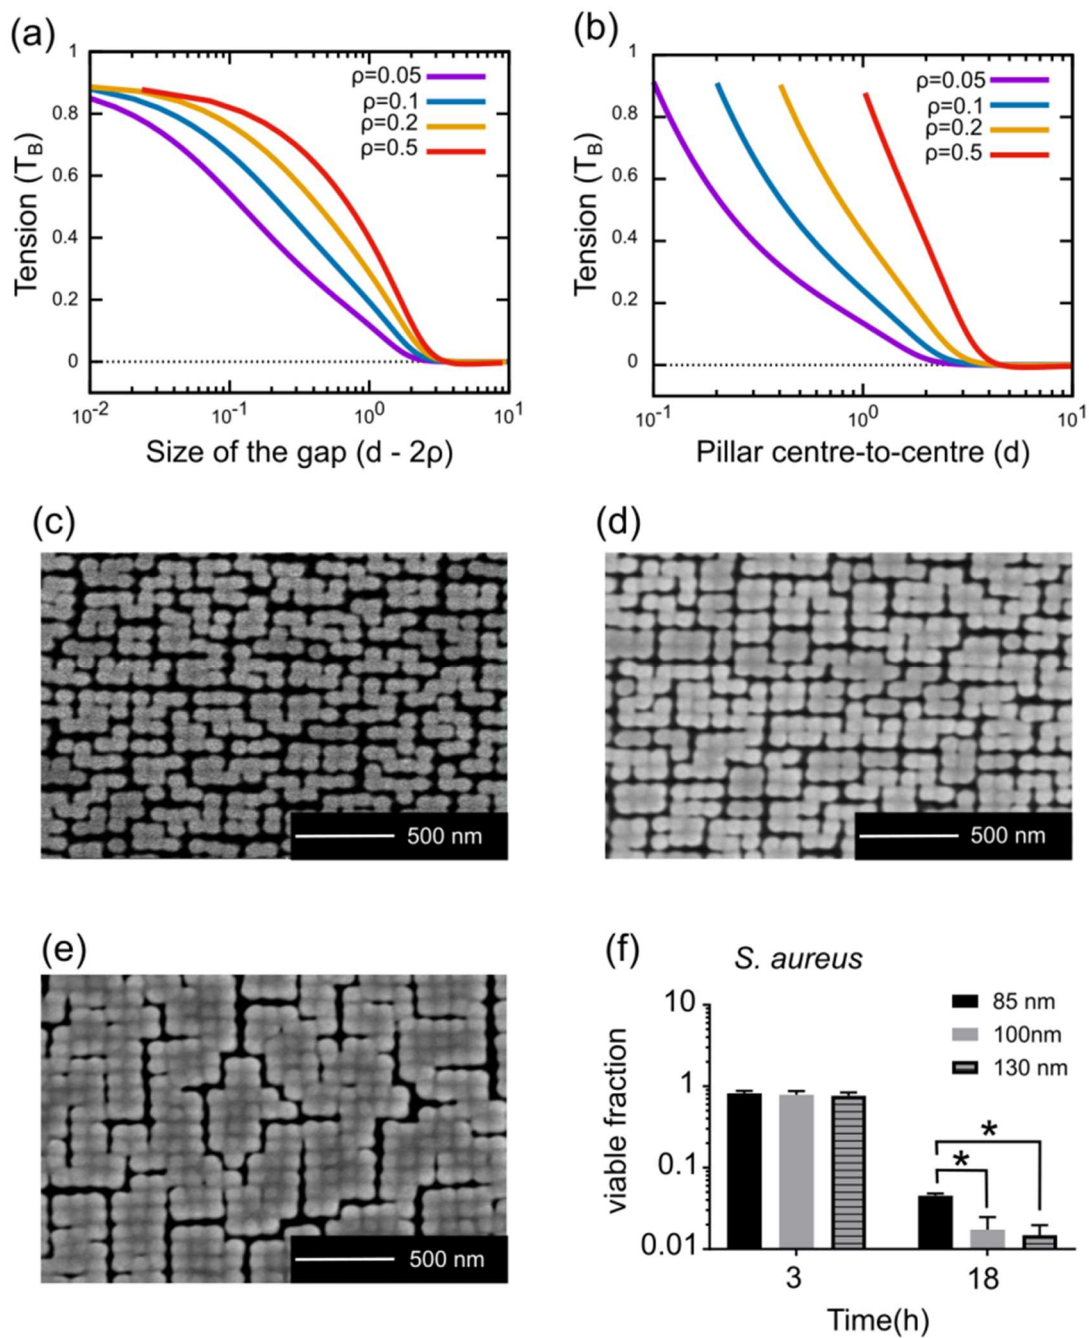 (a)
1
0.8
0.6
0.4
0.2
0
Tension (T_B)
ρ=0.05
ρ=0.1
ρ=0.2
ρ=0.5
10^-2
10^-1
10^0
10^1
Size of the gap (d - 2ρ)
(b)
1
0.8
0.6
0.4
0.2
0
Tension (T_B)
ρ=0.05
ρ=0.1
ρ=0.2
ρ=0.5
10^-1
10^0
10^1
Pillar centre-to-centre (d)
(c)
500 nm
(d)
500 nm
(e)
500 nm
(f)
S. aureus
10
1
0.1
0.01
viable fraction
85 nm
100nm
130 nm
*
*
3
18
Time(h)